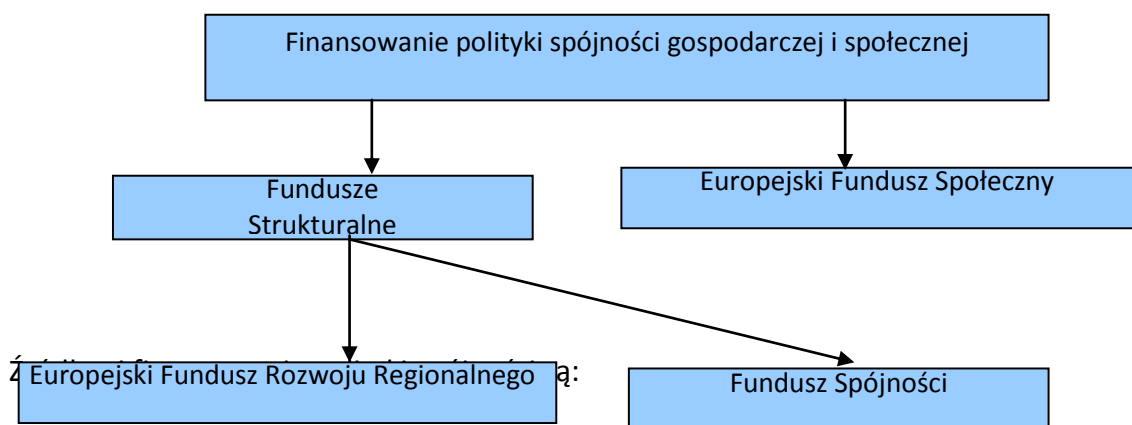 Finansowanie polityki spójności gospodarczej i społecznej
Fundusze
Strukturalne
Europejski Fundusz Społeczny
Europejski Fundusz Rozwoju Regionalnego
Fundusz Spójności